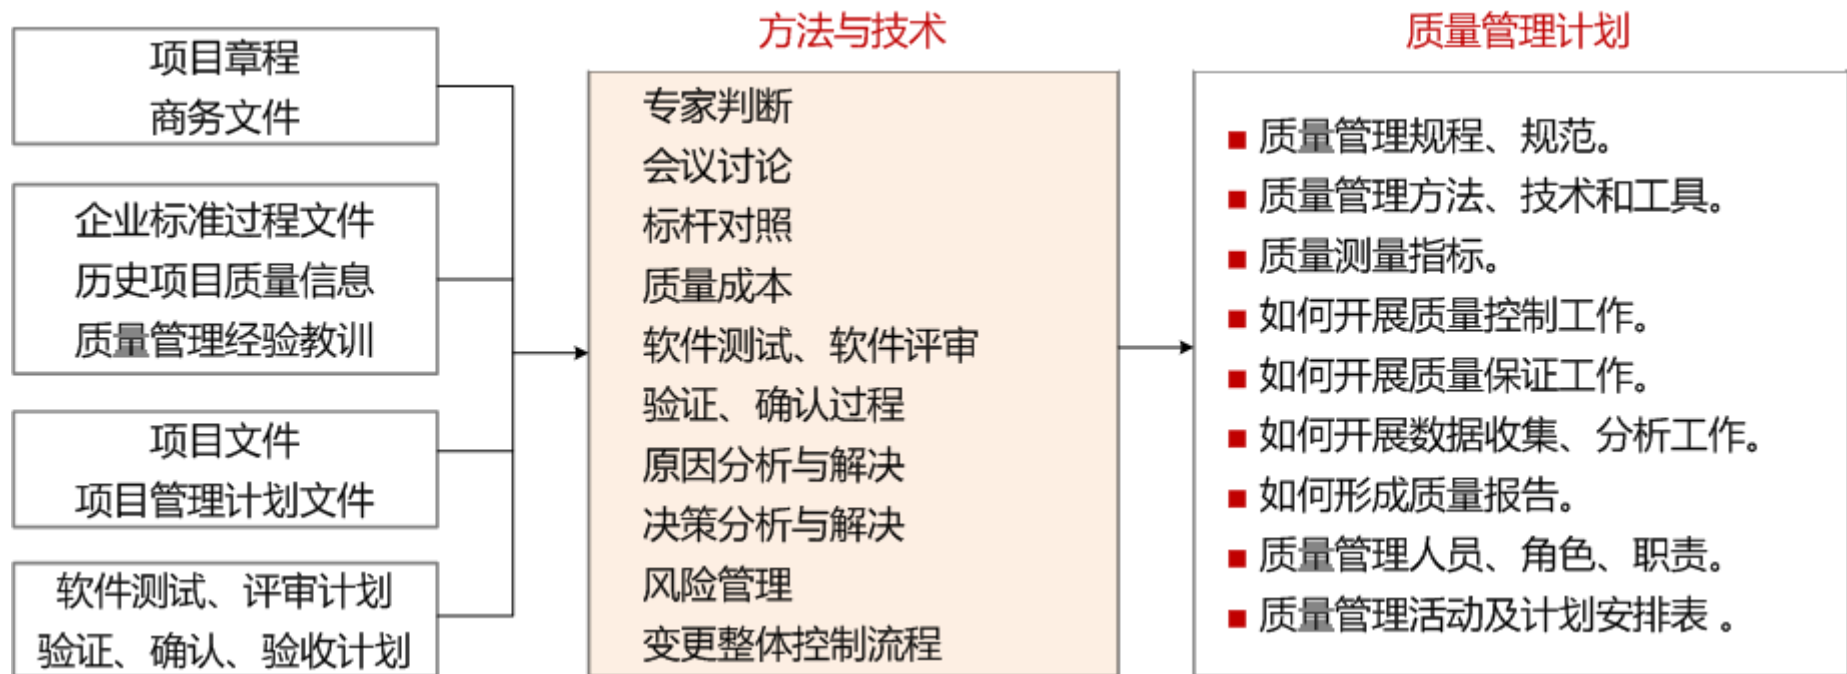 项目章程
商务文件
企业标准过程文件
历史项目质量信息
质量管理经验教训
项目文件
项目管理计划文件
软件测试、评审计划
验证、确认、验收计划
方法与技术
专家判断
会议讨论
标杆对照
质量成本
软件测试、软件评审
验证、确认过程
原因分析与解决
决策分析与解决
风险管理
变更整体控制流程
质量管理计划
■ 质量管理规程、规范。
■ 质量管理方法、技术和工具。
■ 质量测量指标。
■ 如何开展质量控制工作。
■ 如何开展质量保证工作。
■ 如何开展数据收集、分析工作。
■ 如何形成质量报告。
■ 质量管理人员、角色、职责。
■ 质量管理活动及计划安排表 。